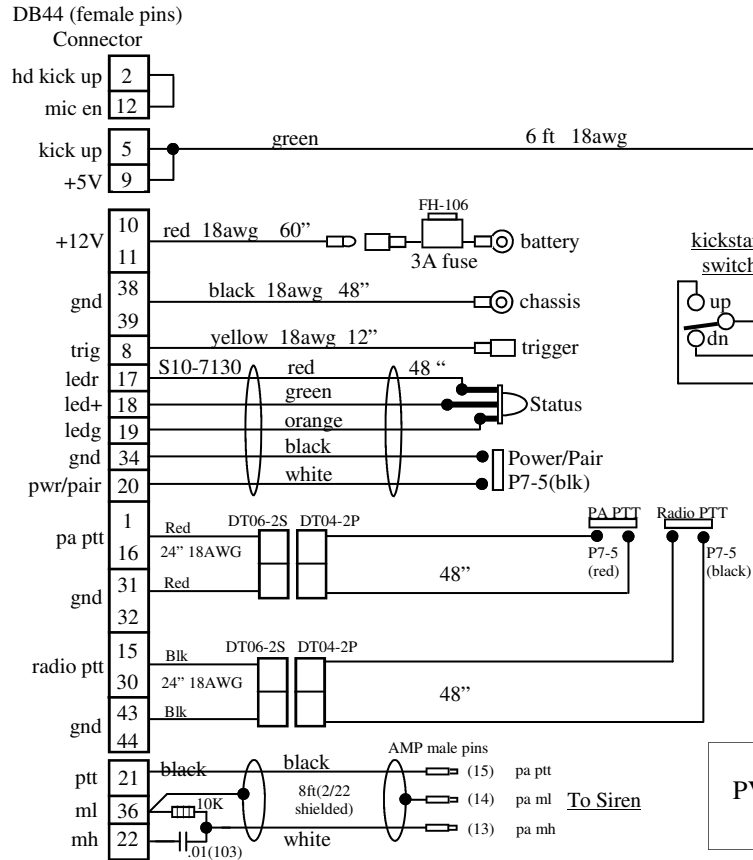 DB44 (female pins)
Connector
hd kick up 2
mic en 12
kick up 5 green 6 ft 18awg
+5V 9
FH-106
10
+12V red 18awg 60” battery
11
3A fuse
38
gnd black 18awg 48” chassis
39
trig 8 yellow 18awg 12” trigger
ledr 17 S10-7130 red 48 “
led+ 18 green Status
ledg 19 orange
gnd 34 black Power/Pair
pwr/pair 20 white P7-5(blk)
kickstar
switch
up
dn
1
pa ptt Red DT06-2S DT04-2P
16 24” 18AWG
31 Red 48”
gnd
32
PA PTT Radio PTT
P7-5 P7-5
(red) (black)
15 DT06-2S DT04-2P
radio ptt Blk
30 24” 18AWG
43 Blk 48”
gnd
44
AMP male pins
ptt 21 black black (15) pa ptt
ml 36 10K 8ft(2/22 (14) pa ml To Siren
shielded)
mh 22 .01(103) white (13) pa mh